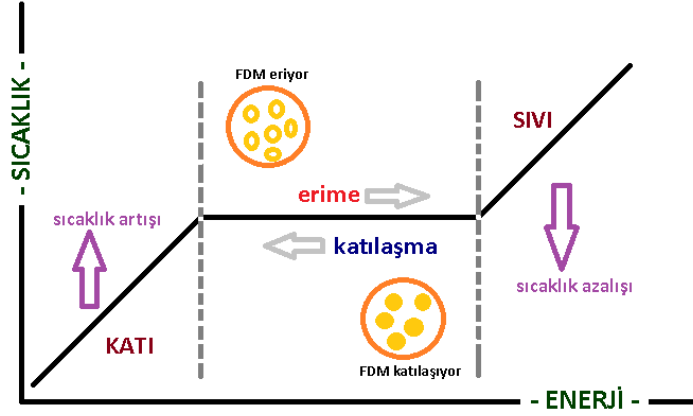 - SICAKLIK -
FDM eriyor
SIVI
erime
sıcaklık artışı
katılaşma
sıcaklık azalışı
KATI
FDM katılaşıyor
- ENERJİ -